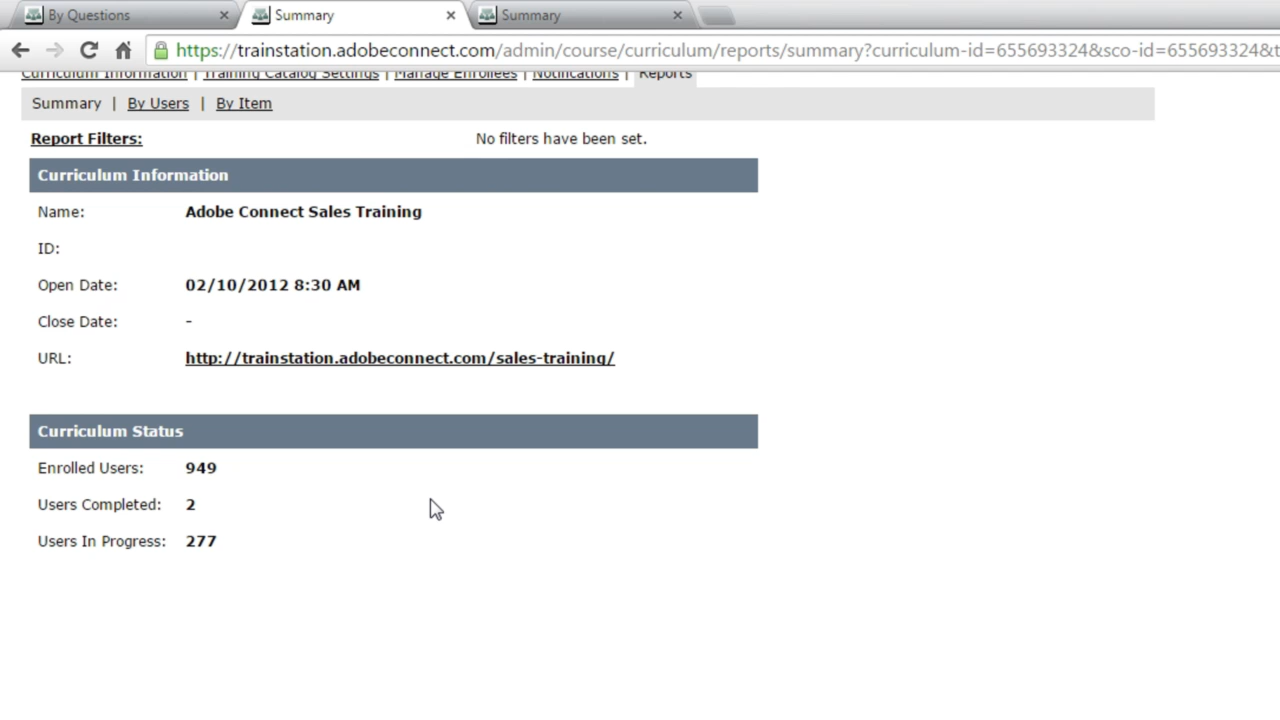 By Questions
Summary
Summary
https://trainstation.adobeconnect.com/admin/course/curriculum/reports/summary?curriculum-id=655693324&sco-id=655693324&t
Curriculum Information | Training Catalog Settings | Manage Enrollees | Notifications | Reports
Summary | By Users | By Item
Report Filters: No filters have been set.
Curriculum Information
Name: Adobe Connect Sales Training
ID:
Open Date: 02/10/2012 8:30 AM
Close Date: -
URL: http://trainstation.adobeconnect.com/sales-training/
Curriculum Status
Enrolled Users: 949
Users Completed: 2
Users In Progress: 277